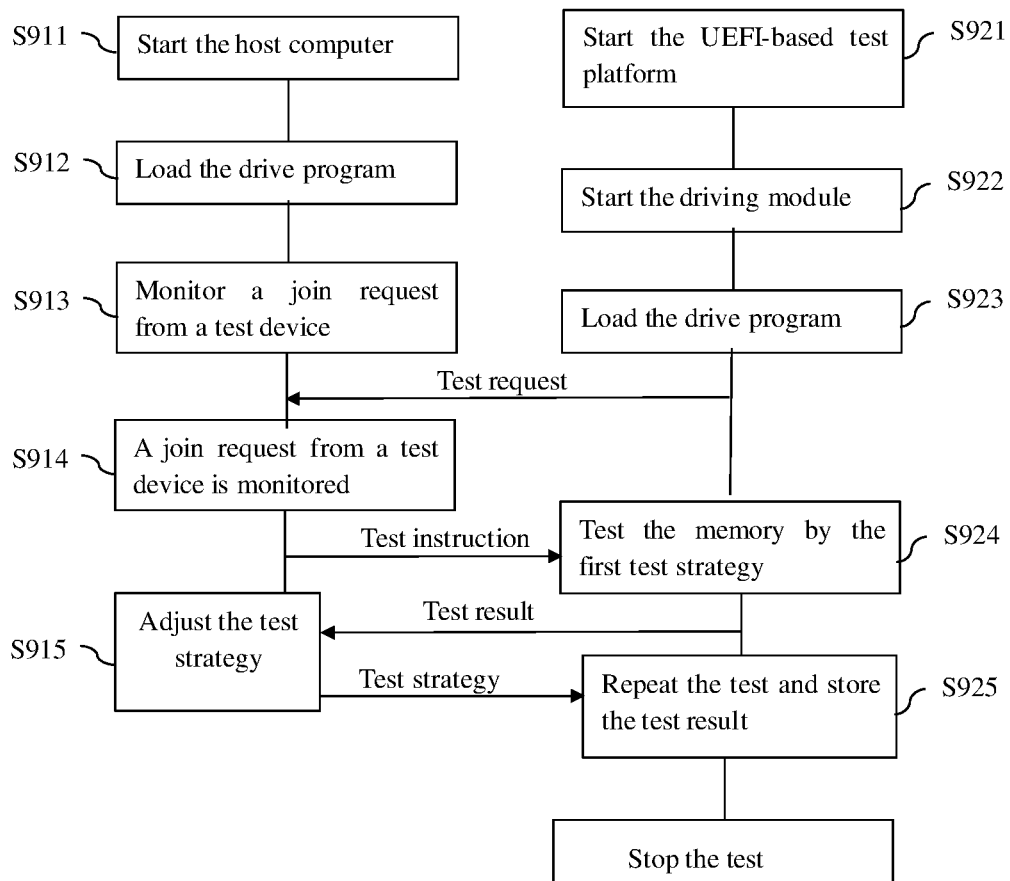 S911
Start the host computer
S921
Start the UEFI-based test
platform
S912
Load the drive program
S922
Start the driving module
S913
Monitor a join request
from a test device
S923
Load the drive program
Test request
S914
A join request from a test
device is monitored
Test instruction
S924
Test the memory by the
first test strategy
Test result
S915
Adjust the test
strategy
Test strategy
S925
Repeat the test and store
the test result
Stop the test